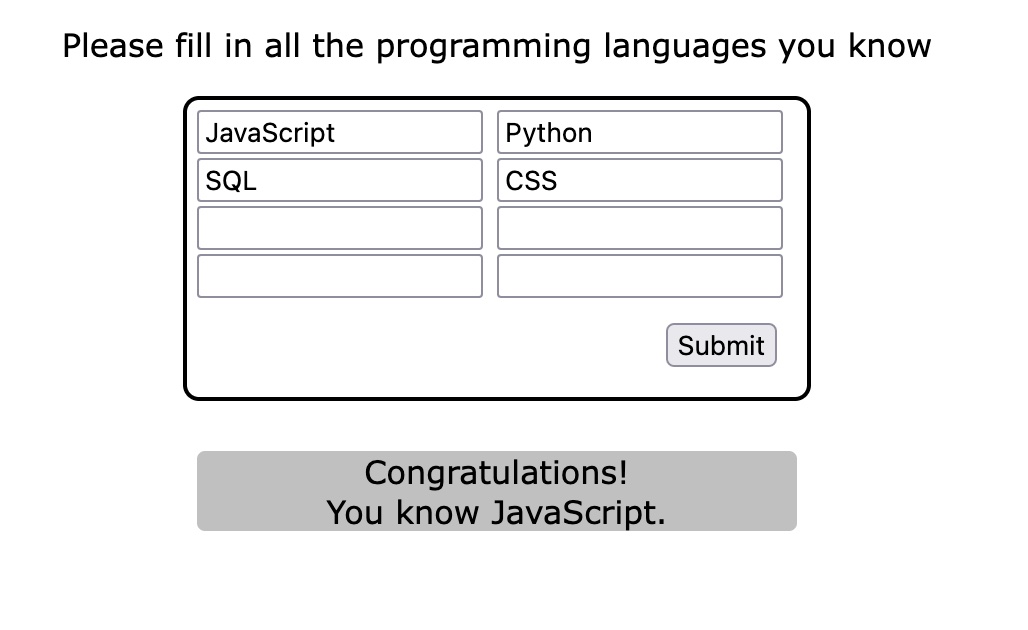 Please fill in all the programming languages you know
JavaScript Python
SQL CSS
Submit
Congratulations!
You know JavaScript.